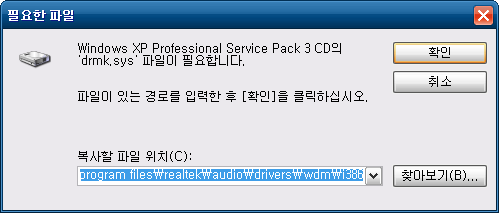 필요한 파일
Windows XP Professional Service Pack 3 CD의
'drmk.sys' 파일이 필요합니다.
확인
취소
파일이 있는 경로를 입력한 후 [확인]을 클릭하십시오.
복사할 파일 위치(C):
program files₩realtek₩audio₩drivers₩wdm₩i386
찾아보기(B)...